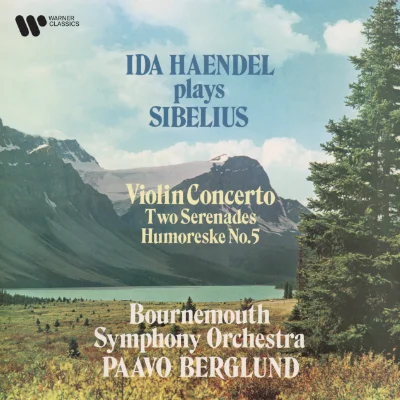 WARNER
CLASSICS
IDA HAENDEL
plays
SIBELIUS
Violin Concerto
Two Serenades
Humoreske No.5
Bournemouth
Symphony Orchestra
PAAVO BERGLUND